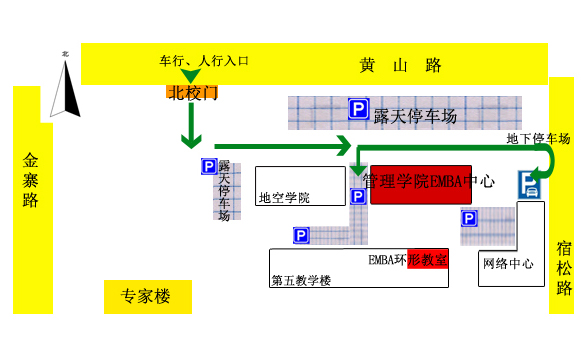 北
车行、人行入口
黄山路
北校门
露天停车场
地下停车场
金寨路
露天停车场
地空学院
管理学院EMBA中心
EMBA环形教室
第五教学楼
网络中心
宿松路
专家楼
P
P
P
P
P
P